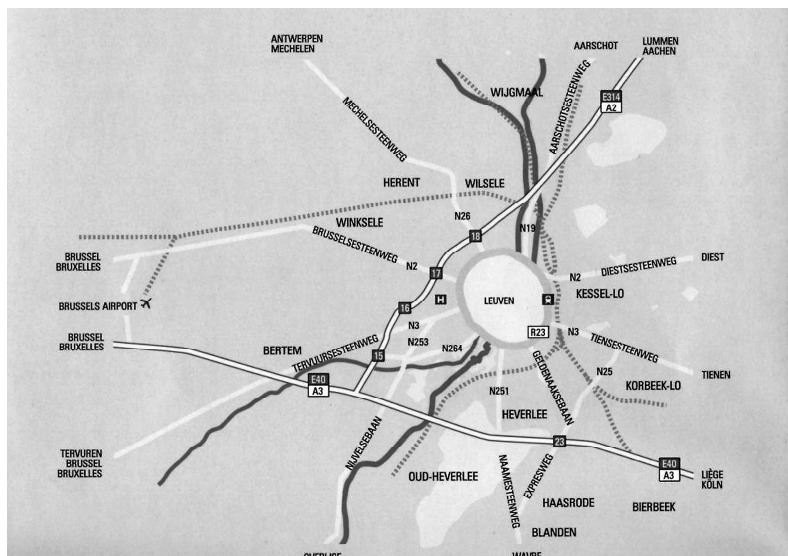 ANTWERPEN
MECHELEN
AARSCHOT
LUMMEN
AACHEN
WIJGMAAL
E314
A2
MECHELSESTEENWEG
AARSCHOTSESTEENWEG
HERENT
WILSELE
N26
WINKSELE
N19
18
BRUSSELSESTEENWEG
BRUSSEL
BRUXELLES
N2
17
N2
DIESTSESTEENWEG
DIEST
KESSEL-LO
BRUSSELS AIRPORT
H
LEUVEN
16
N3
R23
N3
BRUSSEL
BRUXELLES
TERVUURSESTEENWEG
N253
N264
TIENSESTEENWEG
BERTEM
15
GELDENAAKSEBAAN
N25
TIENEN
E40
A3
N251
KORBEEK-LO
HEVERLEE
NIJVELSEBAAN
23
TERVUREN
BRUSSEL
BRUXELLES
NAAMSESTEENWEG
EXPRESWEG
E40
A3
LIÈGE
KÖLN
OUD-HEVERLEE
HAASRODE
BIERBEEK
BLANDEN